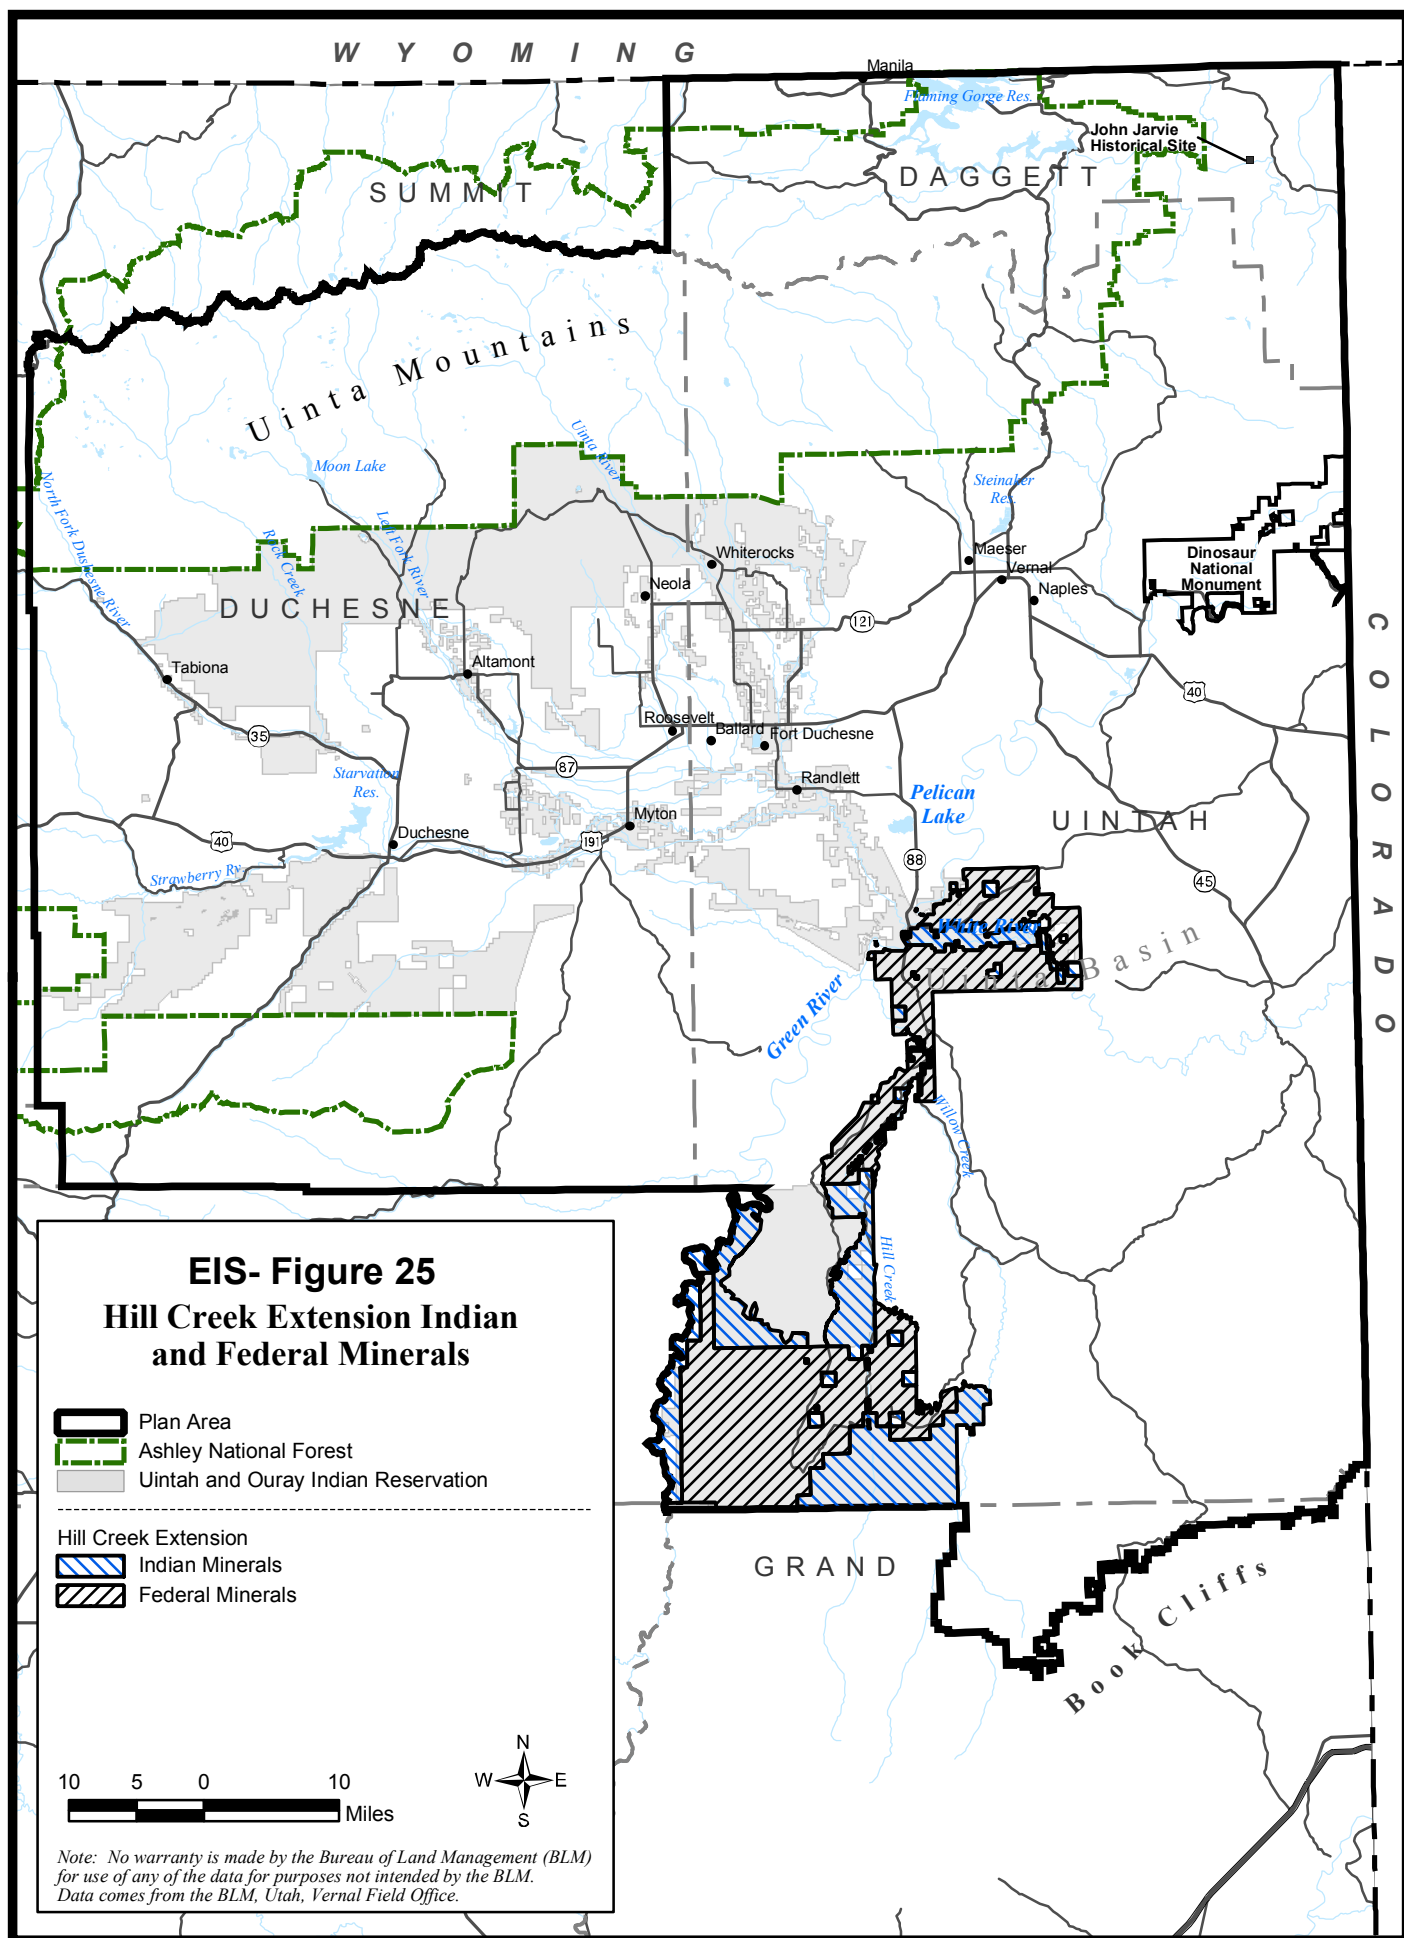 WYOMING
Manila
Flaming Gorge Res.
John Jarvie
Historical Site
SUMMIT
DAGGETT
Uinta Mountains
Uinta River
Moon Lake
North Fork Duchesne River
Rock Creek
Left Fork River
Steinaker
Res.
Whiterocks
Maeser
Vernal
Neola
Naples
Dinosaur
National
Monument
DUCHESNE
121
COLORADO
Tabiona
Altamont
40
Roosevelt
Ballard
Fort Duchesne
35
87
Starvation
Res.
Randlett
Pelican
Lake
UINTAH
Myton
Duchesne
40
191
88
45
Strawberry Rv
White River
Uinta Basin
Green River
Willow Creek
Hill Creek
EIS- Figure 25
Hill Creek Extension Indian
and Federal Minerals
Plan Area
Ashley National Forest
Uintah and Ouray Indian Reservation
Hill Creek Extension
Indian Minerals
Federal Minerals
GRAND
Book Cliffs
N
W E
S
10 5 0 10
Miles
Note: No warranty is made by the Bureau of Land Management (BLM)
for use of any of the data for purposes not intended by the BLM.
Data comes from the BLM, Utah, Vernal Field Office.